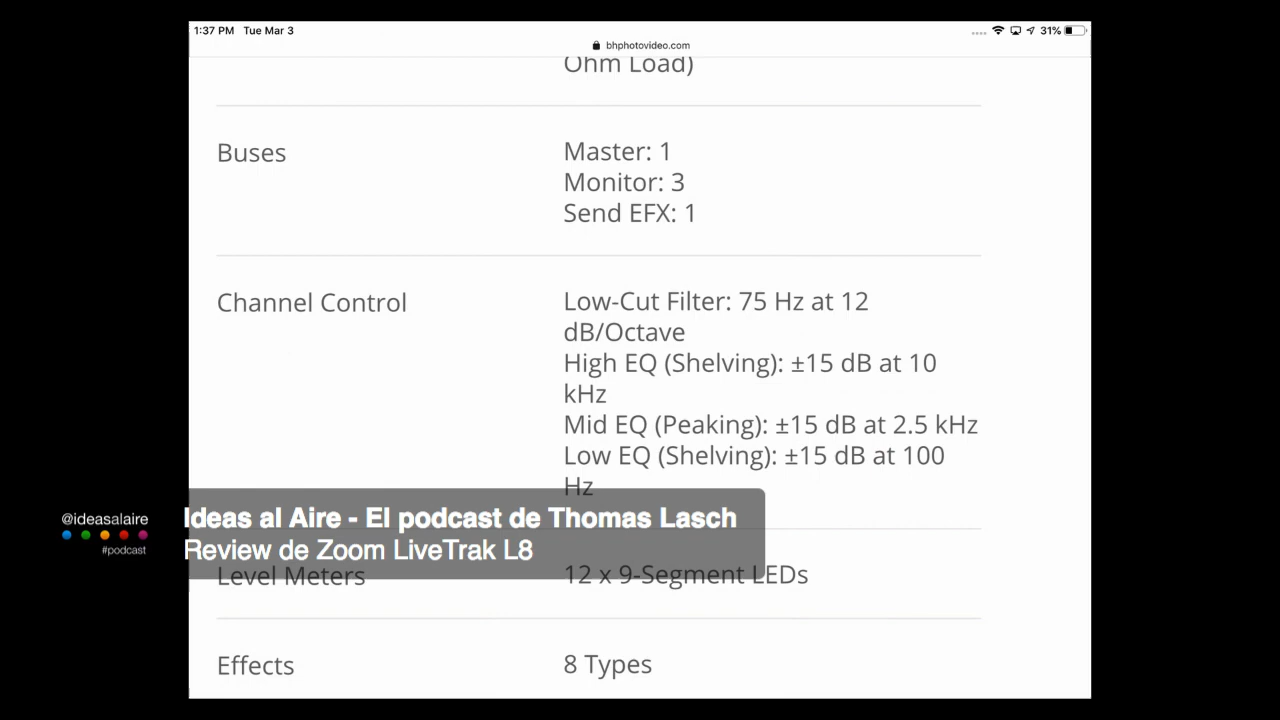 1:37 PM Tue Mar 3
31%
bhphotovideo.com
Ohm Load)
Buses
Master: 1
Monitor: 3
Send EFX: 1
Channel Control
Low-Cut Filter: 75 Hz at 12
dB/Octave
High EQ (Shelving): ±15 dB at 10
kHz
Mid EQ (Peaking): ±15 dB at 2.5 kHz
Low EQ (Shelving): ±15 dB at 100
Hz
@ideasalaire
#podcast
Ideas al Aire - El podcast de Thomas Lasch
Review de Zoom LiveTrak L8
Level Meters
12 x 9-Segment LEDs
Effects
8 Types